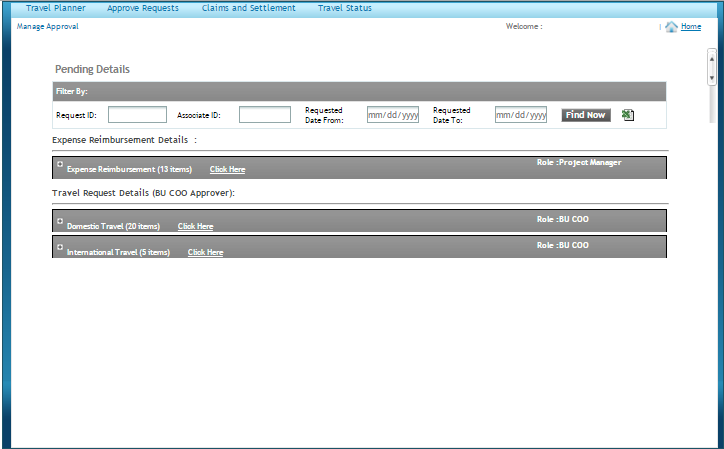 Travel Planner Approve Requests Claims and Settlement Travel Status
Manage Approval Welcome : | Home
Pending Details
Filter By:
Request ID: Associate ID: Requested Date From: mm/dd/yyyy Requested Date To: mm/dd/yyyy Find Now
Expense Reimbursement Details :
Expense Reimbursement (13 items) Click Here Role :Project Manager
Travel Request Details (BU COO Approver):
Domestic Travel (20 items) Click Here Role :BU COO
International Travel (5 items) Click Here Role :BU COO